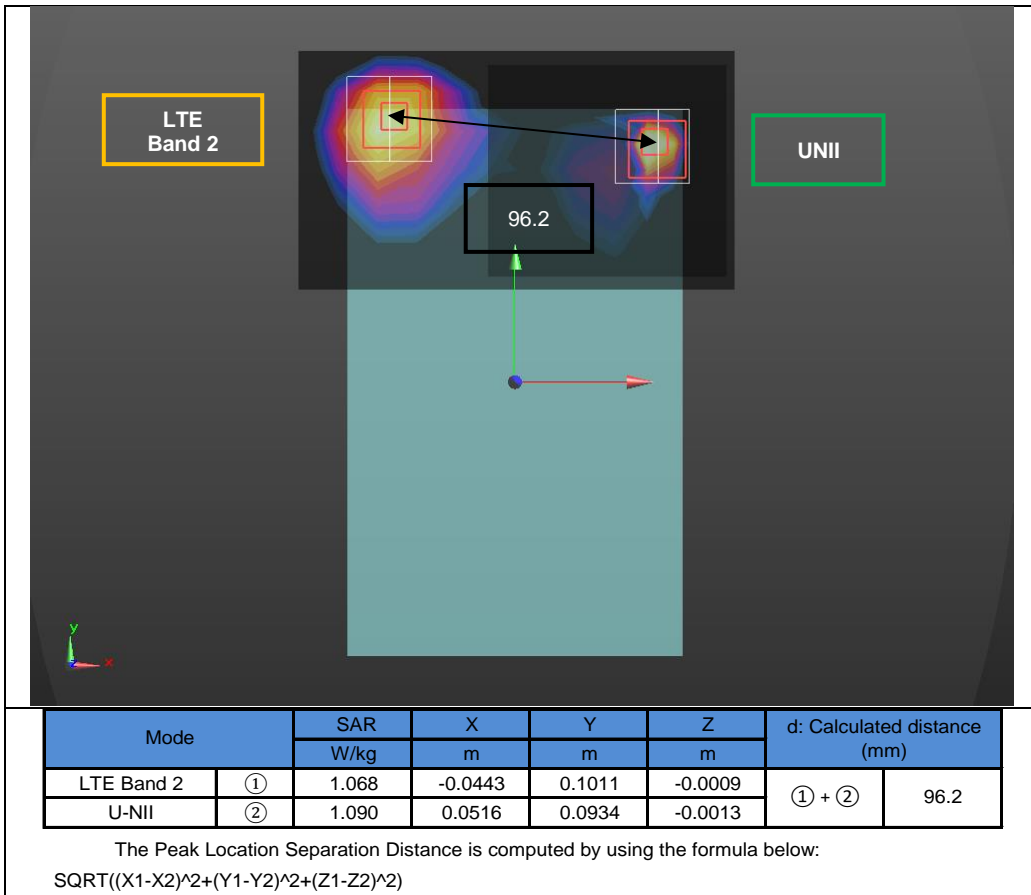 LTE
Band 2
UNII
96.2
y
x
Mode SAR X Y Z d: Calculated distance
(mm)
W/kg m m m
LTE Band 2 ① 1.068 -0.0443 0.1011 -0.0009 ① + ② 96.2
U-NII ② 1.090 0.0516 0.0934 -0.0013
The Peak Location Separation Distance is computed by using the formula below:
SQRT((X1-X2)^2+(Y1-Y2)^2+(Z1-Z2)^2)